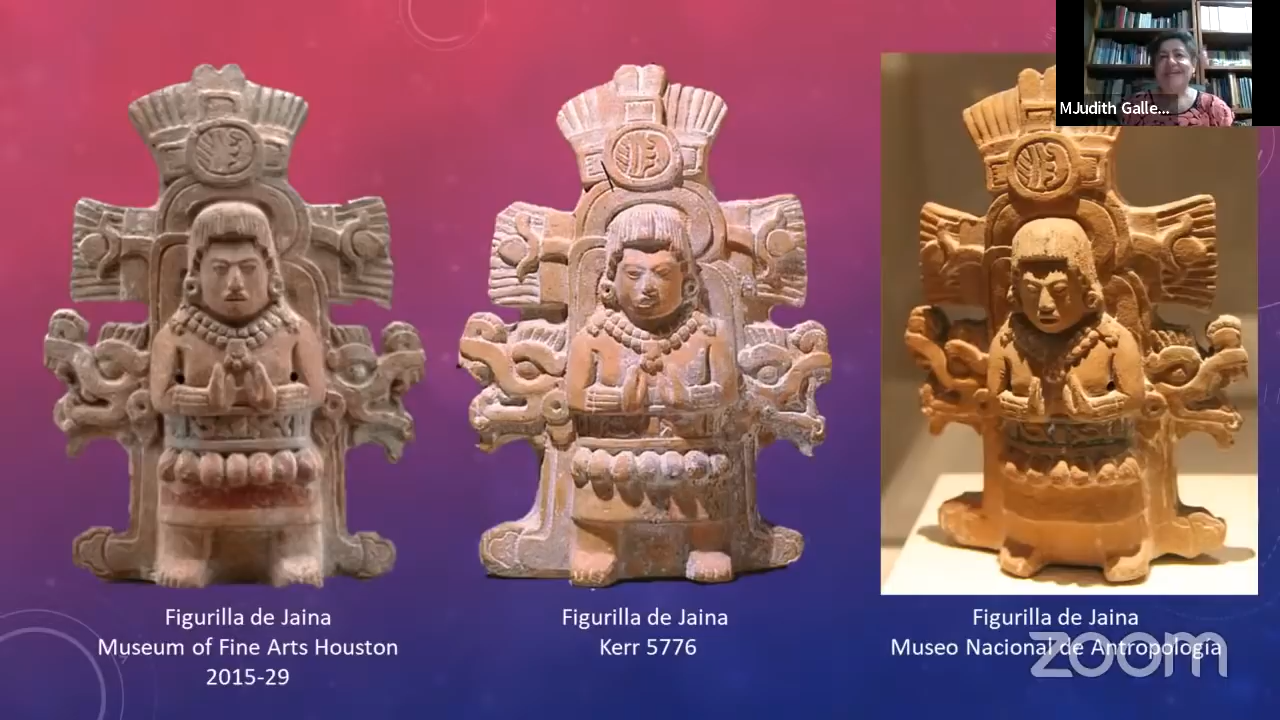 MJudith Galle...
Figurilla de Jaina
Museum of Fine Arts Houston
2015-29
Figurilla de Jaina
Kerr 5776
Figurilla de Jaina
Museo Nacional de Antropología
zoom